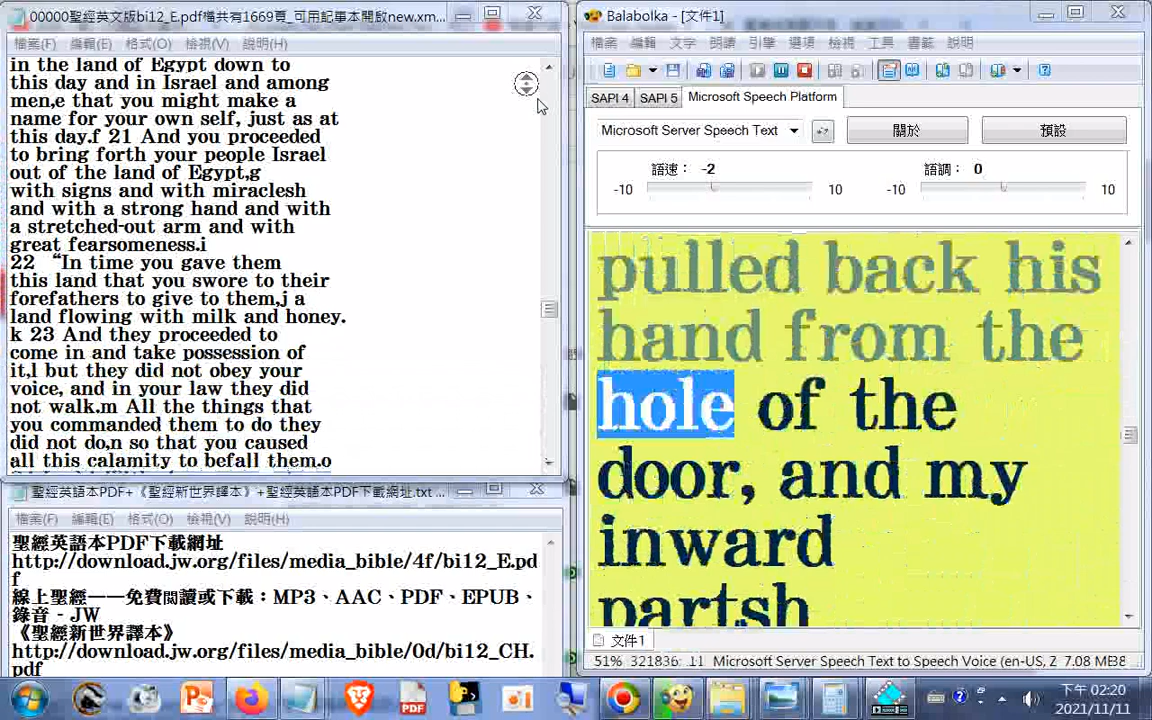 00000聖經英文版bi12_E.pdf檔共有1669頁_可用記事本開啟new.xm...
檔案(F) 編輯(E) 格式(O) 檢視(V) 說明(H)
in the land of Egypt down to
this day and in Israel and among
men,e that you might make a
name for your own self, just as at
this day.f 21 And you proceeded
to bring forth your people Israel
out of the land of Egypt,g
with signs and with miraclesh
and with a strong hand and with
a stretched-out arm and with
great fearsomeness.i
22 “In time you gave them
this land that you swore to their
forefathers to give to them,j a
land flowing with milk and honey.
k 23 And they proceeded to
come in and take possession of
it,l but they did not obey your
voice, and in your law they did
not walk.m All the things that
you commanded them to do they
did not do,n so that you caused
all this calamity to befall them.o
聖經英語本PDF+《聖經新世界譯本》+聖經英語本PDF下載網址.txt ...
檔案(F) 編輯(E) 格式(O) 檢視(V) 說明(H)
聖經英語本PDF下載網址
http://download.jw.org/files/media_bible/4f/bi12_E.pd
f
線上聖經——免費閱讀或下載：MP3、AAC、PDF、EPUB、
錄音 - JW
《聖經新世界譯本》
http://download.jw.org/files/media_bible/0d/bi12_CH.
pdf
Balabolka - [文件1]
檔案 編輯 文字 朗讀 引擎 選項 檢視 工具 書籤 說明
SAPI 4 SAPI 5 Microsoft Speech Platform
Microsoft Server Speech Text 關於 預設
語速： -2 語調： 0
-10 10 -10 10
pulled back his
hand from the
hole of the
door, and my
inward
partsh
文件1
51% 321836: 11 Microsoft Server Speech Text to Speech Voice (en-US, Z 7.08 MB
下午 02:20
2021/11/11